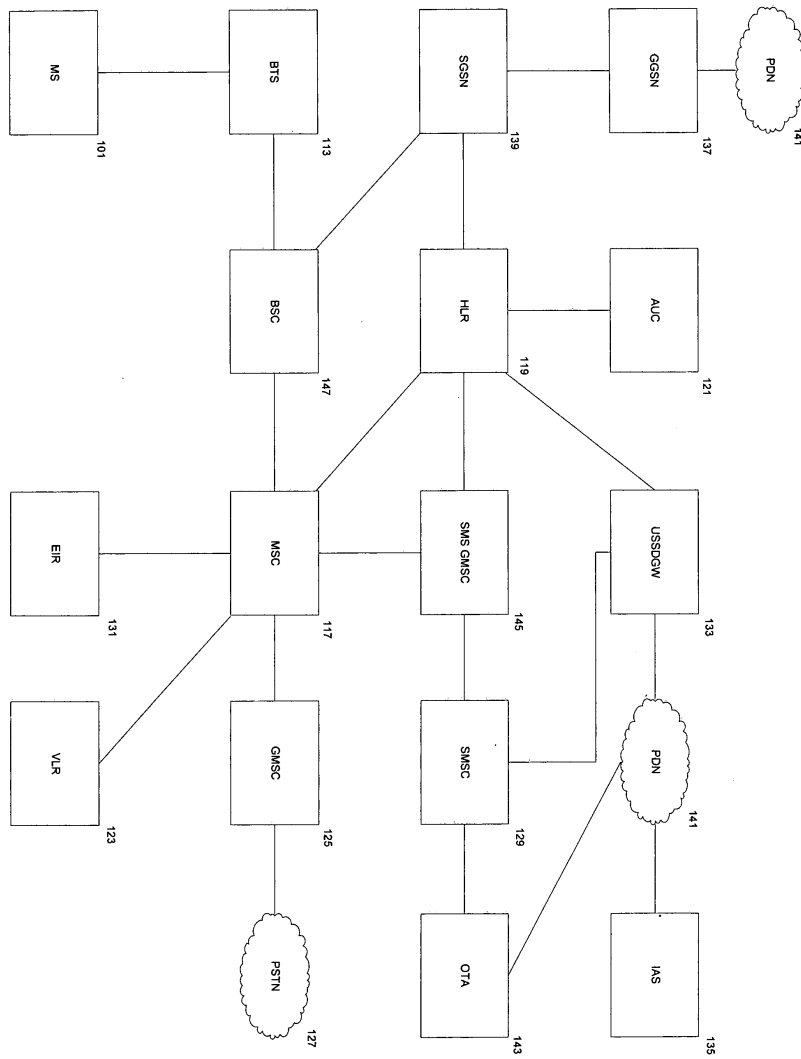 PDN
141
GGSN
137
AUC
121
USSDGW
133
PDN
141
IAS
135
SGSN
139
HLR
119
SMS GMSC
145
SMSC
129
OTA
143
BTS
113
BSC
147
MSC
117
GMSC
125
PSTN
127
MS
101
EIR
131
VLR
123